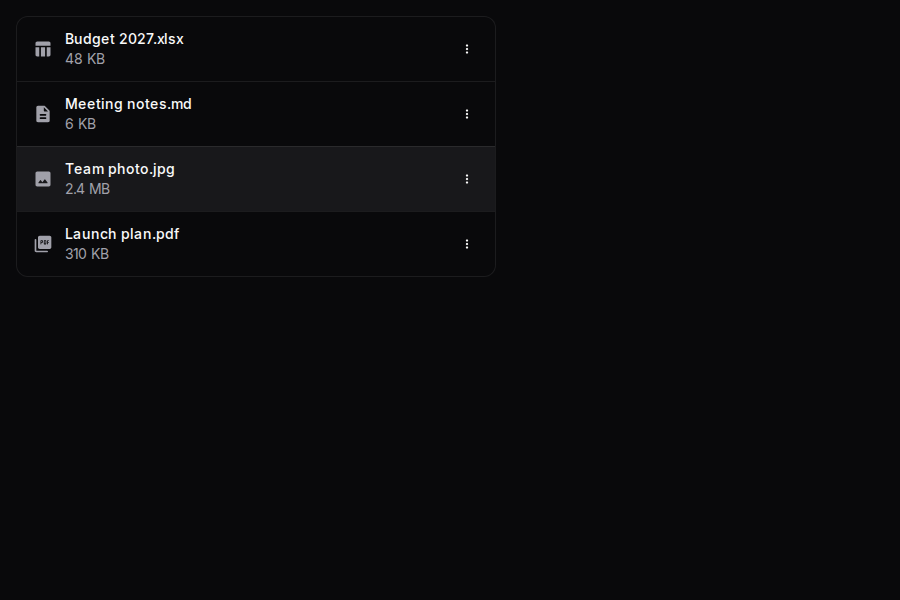 Budget 2027.xlsx
48 KB
Meeting notes.md
6 KB
Team photo.jpg
2.4 MB
Launch plan.pdf
310 KB